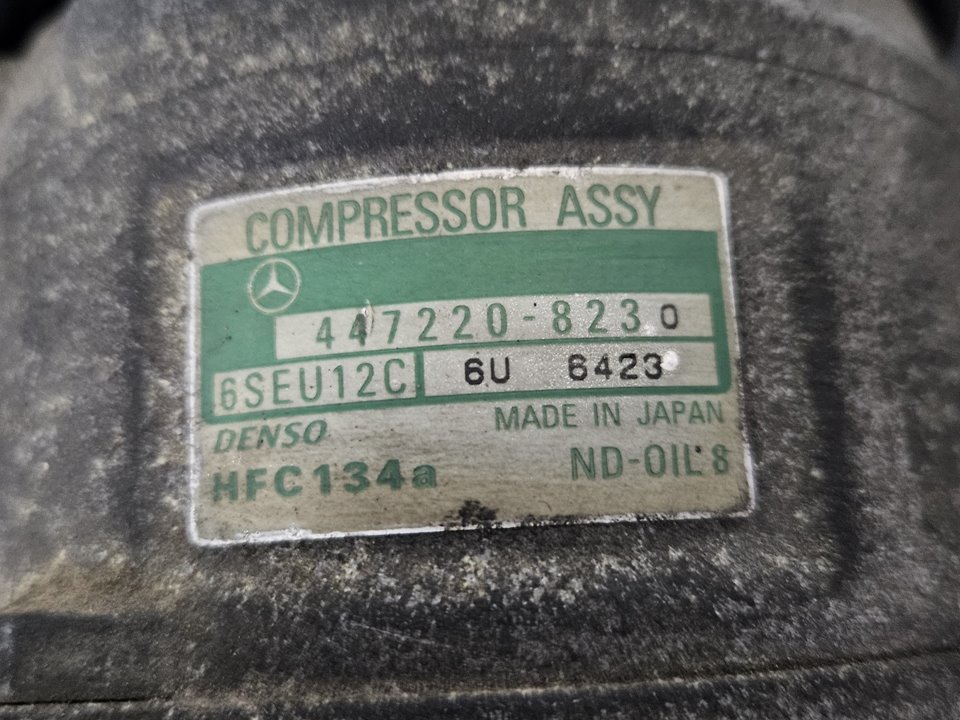 COMPRESSOR ASSY
447220-8230
6SEU12C 6U 6423
DENSO MADE IN JAPAN
HFC134a ND-OIL 8